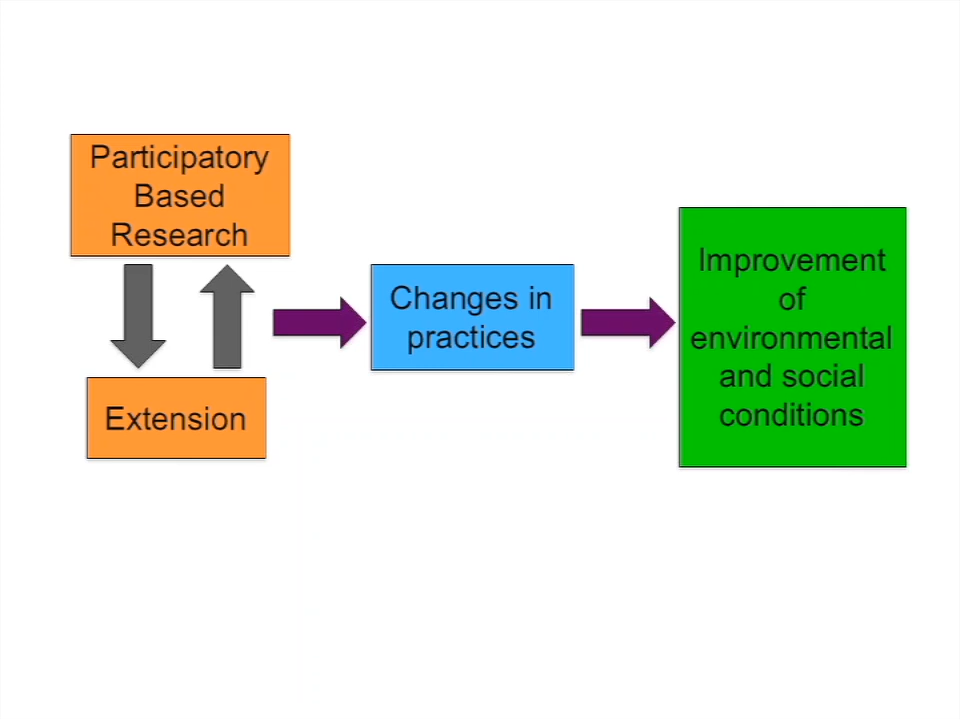 Participatory
Based
Research
Extension
Changes in
practices
Improvement
of
environmental
and social
conditions